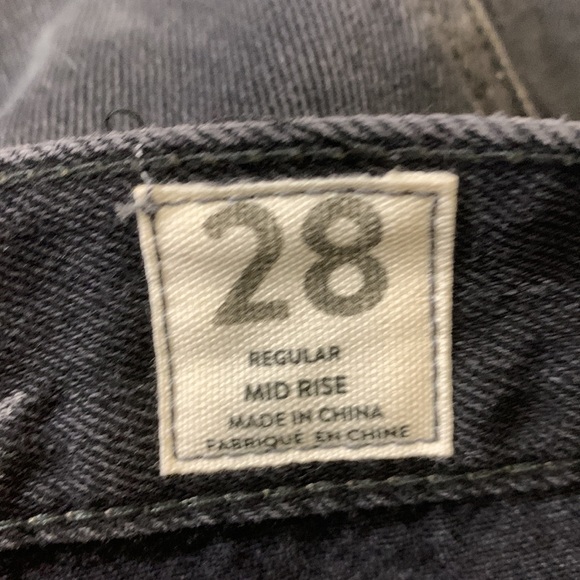 28
REGULAR
MID RISE
MADE IN CHINA
FABRIQUE EN CHINE